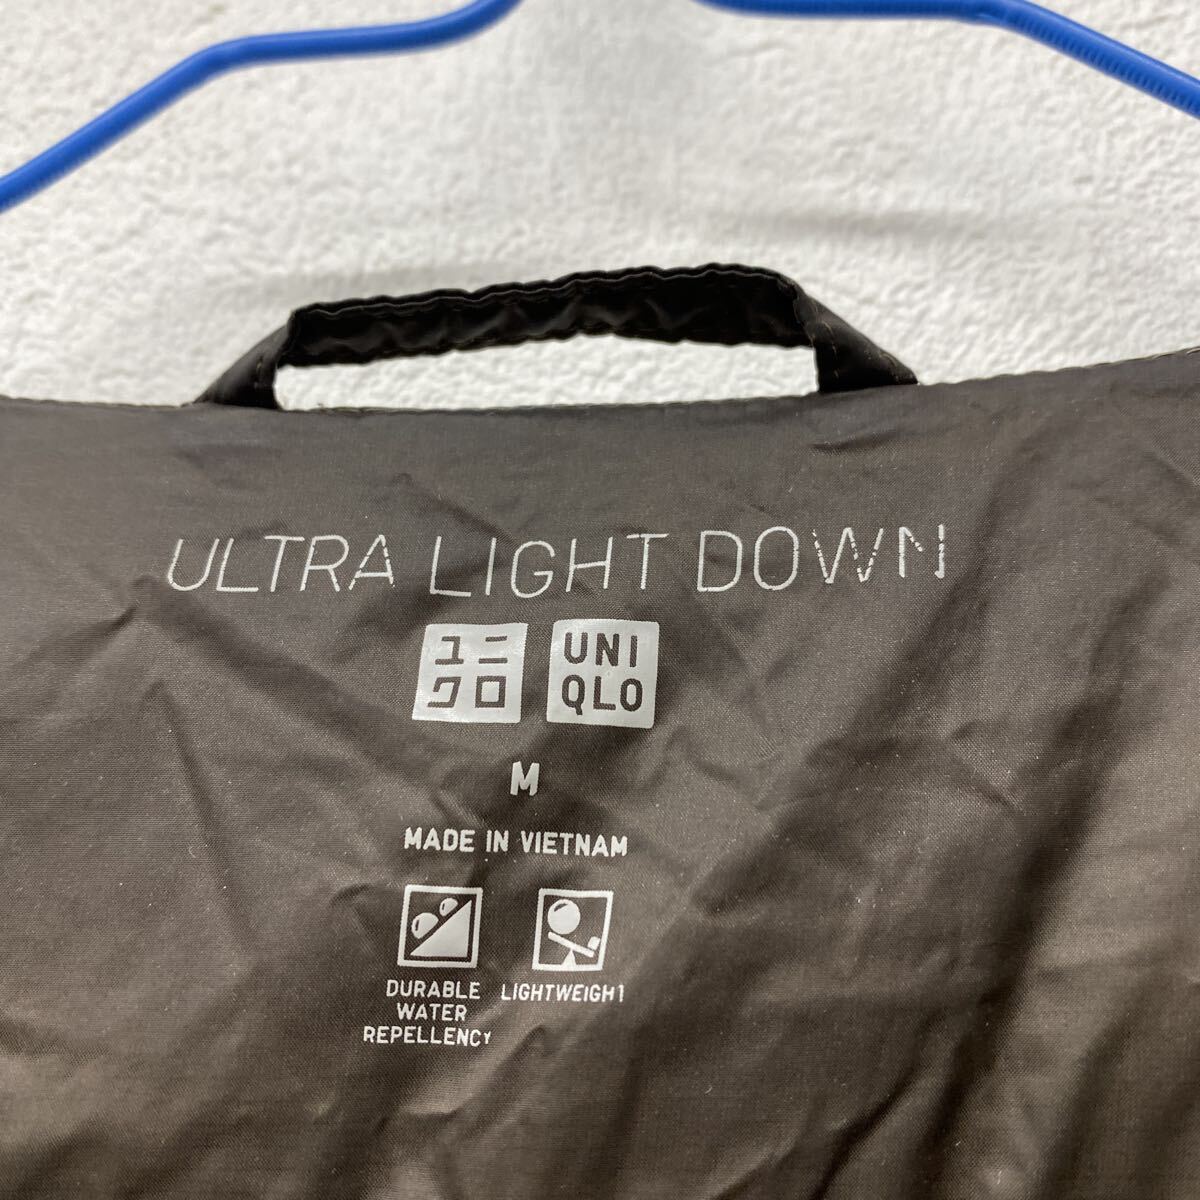 ULTRA LIGHT DOWN
ユニ
クロ
UNI
QLO
M
MADE IN VIETNAM
DURABLE
WATER
REPELLENCY
LIGHTWEIGHT